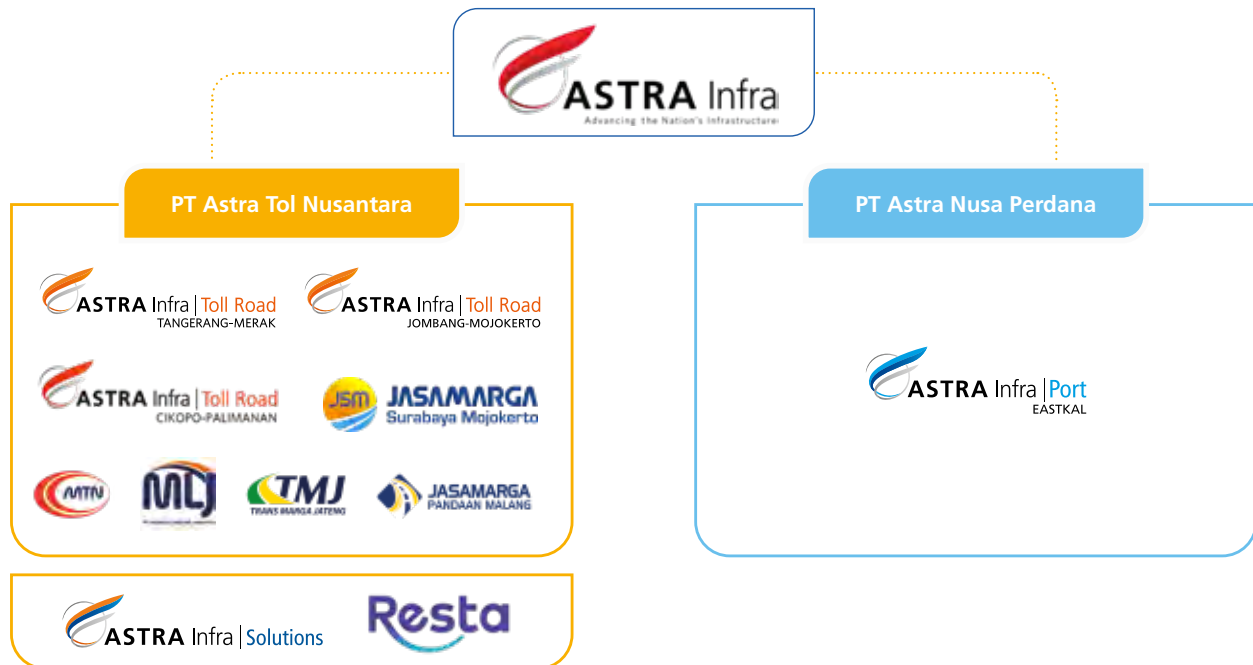 ASTRA Infra
Advancing the Nation's Infrastructure
PT Astra Tol Nusantara
PT Astra Nusa Perdana
ASTRA Infra | Toll Road
TANGERANG-MERAK
ASTRA Infra | Toll Road
JOMBANG-MOJOKERTO
ASTRA Infra | Toll Road
CIKOPO-PALIMANAN
JSM
JASAMARGA
Surabaya Mojokerto
ASTRA Infra | Port
EASTKAL
MTN
MLJ
TMJ
TRANS MARGA JATENG
JASAMARGA
PANDAAN MALANG
ASTRA Infra | Solutions
Resta